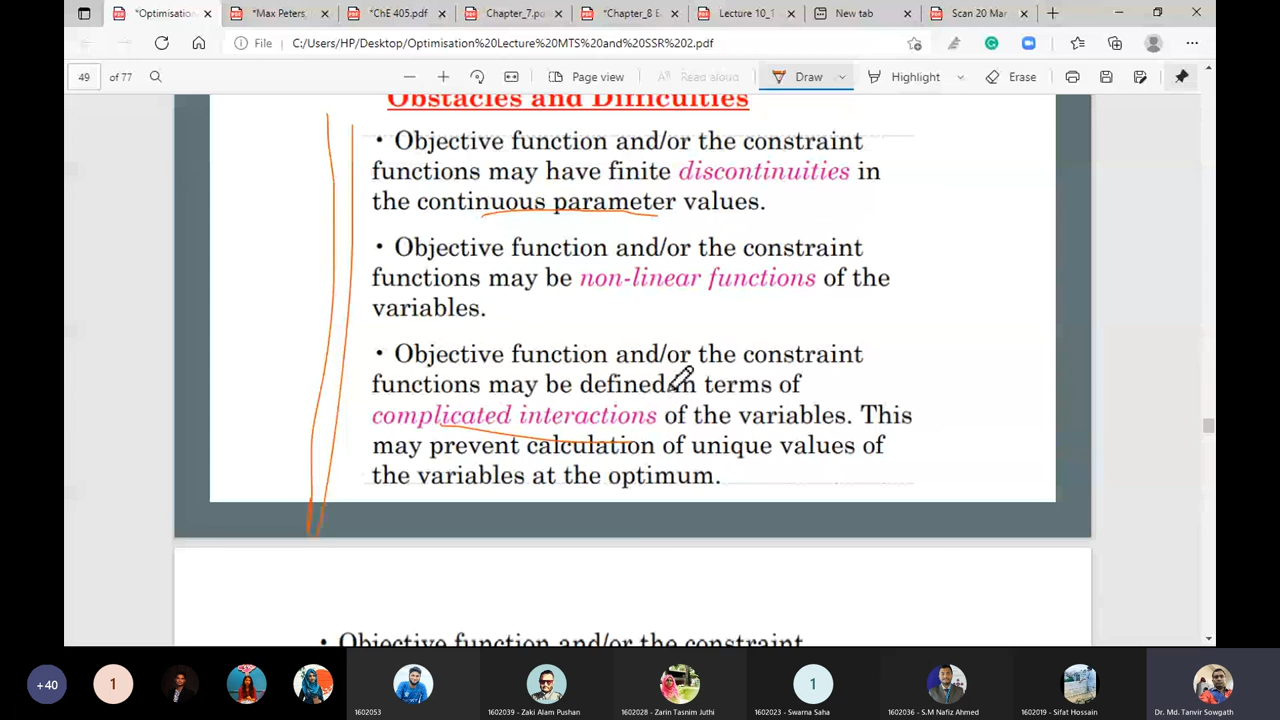 *Optimisation
*Max Peters,
*ChE 405.pdf
Chapter_7.p
*Chapter_8 E
Lecture 10_1
New tab
Scan 20 Mar
File
C:/Users/HP/Desktop/Optimisation%20Lecture%20MTS%20and%20SSR%202.pdf
49 of 77
Page view
Read aloud
Draw
Highlight
Erase
Obstacles and Difficulties
• Objective function and/or the constraint
functions may have finite discontinuities in
the continuous parameter values.
• Objective function and/or the constraint
functions may be non-linear functions of the
variables.
• Objective function and/or the constraint
functions may be defined in terms of
complicated interactions of the variables. This
may prevent calculation of unique values of
the variables at the optimum.
• Objective function and/or the constraint
+40
1
1602053
1602039 - Zaki Alam Pushan
1602028 - Zarin Tasnim Juthi
1
1602023 - Swarna Saha
1602036 - S.M Nafiz Ahmed
1602019 - Sifat Hossain
Dr. Md. Tanvir Sowgath